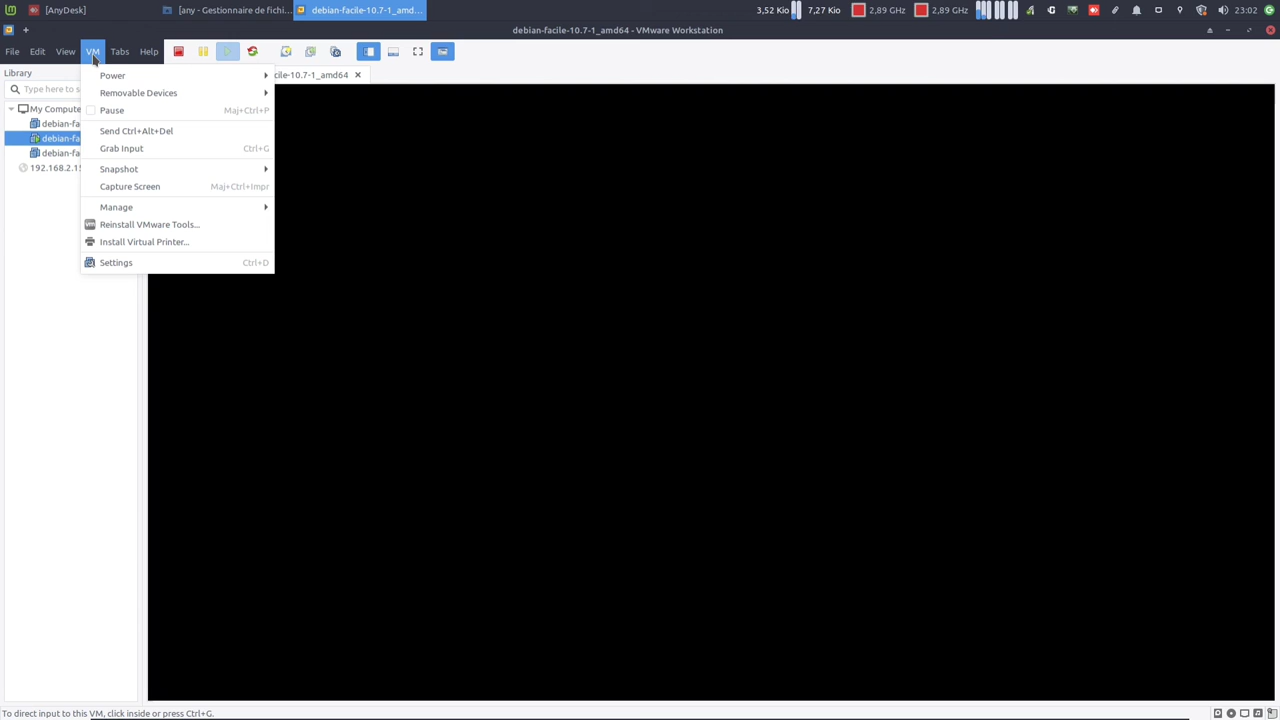 [AnyDesk]
[any - Gestionnaire de fichi...
debian-facile-10.7-1_amd...
3,52 Kio
7,27 Kio
2,89 GHz
2,89 GHz
23:02
debian-facile-10.7-1_amd64 - VMware Workstation
File Edit View VM Tabs Help
Library
cile-10.7-1_amd64
Type here to s
My Compute
debian-fa
debian-fa
debian-fa
192.168.2.15
Power
Removable Devices
Pause Maj+Ctrl+P
Send Ctrl+Alt+Del
Grab Input Ctrl+G
Snapshot
Capture Screen Maj+Ctrl+Impr
Manage
Reinstall VMware Tools...
Install Virtual Printer...
Settings Ctrl+D
To direct input to this VM, click inside or press Ctrl+G.